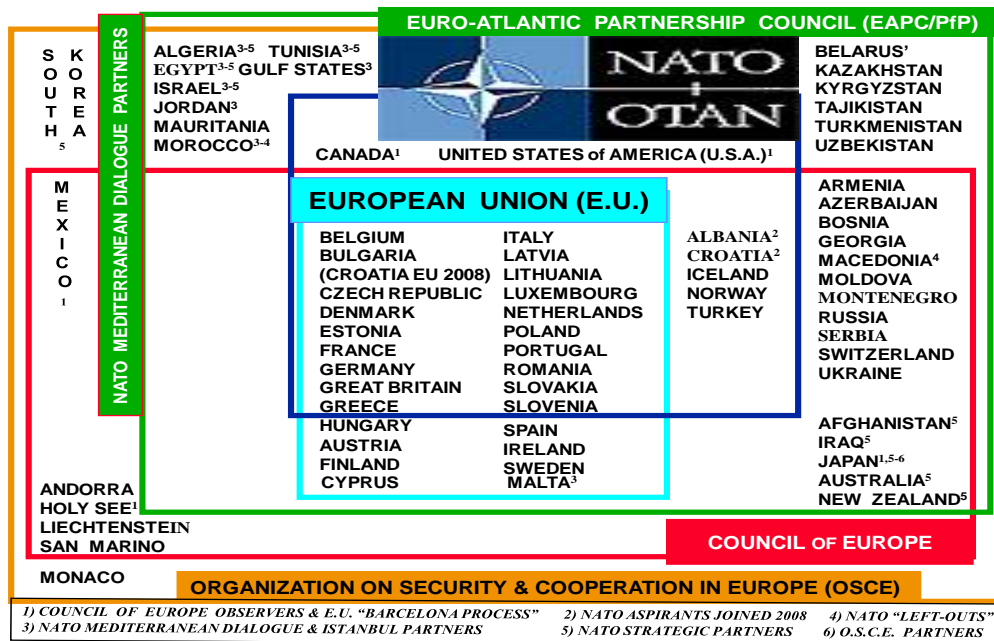 EURO-ATLANTIC PARTNERSHIP COUNCIL (EAPC/PfP)
NATO
OTAN
NATO MEDITERRANEAN DIALOGUE PARTNERS
SOUTH KOREA
5
ALGERIA3-5 TUNISIA3-5
EGYPT3-5 GULF STATES3
ISRAEL3-5
JORDAN3
MAURITANIA
MOROCCO3-4
BELARUS’
KAZAKHSTAN
KYRGYZSTAN
TAJIKISTAN
TURKMENISTAN
UZBEKISTAN
CANADA1 UNITED STATES of AMERICA (U.S.A.)1
MEXICO
1
EUROPEAN UNION (E.U.)
BELGIUM
BULGARIA
(CROATIA EU 2008)
CZECH REPUBLIC
DENMARK
ESTONIA
FRANCE
GERMANY
GREAT BRITAIN
GREECE
HUNGARY
AUSTRIA
FINLAND
CYPRUS
ITALY
LATVIA
LITHUANIA
LUXEMBOURG
NETHERLANDS
POLAND
PORTUGAL
ROMANIA
SLOVAKIA
SLOVENIA
SPAIN
IRELAND
SWEDEN
MALTA3
ALBANIA2
CROATIA2
ICELAND
NORWAY
TURKEY
ARMENIA
AZERBAIJAN
BOSNIA
GEORGIA
MACEDONIA4
MOLDOVA
MONTENEGRO
RUSSIA
SERBIA
SWITZERLAND
UKRAINE
AFGHANISTAN5
IRAQ5
JAPAN1,5-6
AUSTRALIA5
NEW ZEALAND5
ANDORRA
HOLY SEE1
LIECHTENSTEIN
SAN MARINO
COUNCIL OF EUROPE
MONACO
ORGANIZATION ON SECURITY & COOPERATION IN EUROPE (OSCE)
1) COUNCIL OF EUROPE OBSERVERS & E.U. “BARCELONA PROCESS” 2) NATO ASPIRANTS JOINED 2008 4) NATO “LEFT-OUTS”
3) NATO MEDITERRANEAN DIALOGUE & ISTANBUL PARTNERS 5) NATO STRATEGIC PARTNERS 6) O.S.C.E. PARTNERS